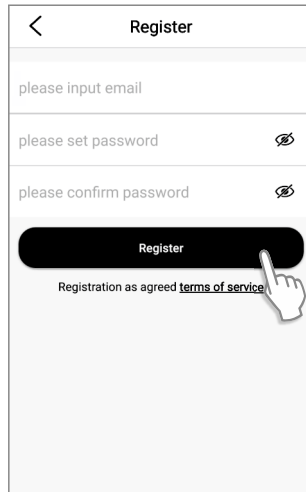 Register
please input email
please set password
please confirm password
Register
Registration as agreed terms of service